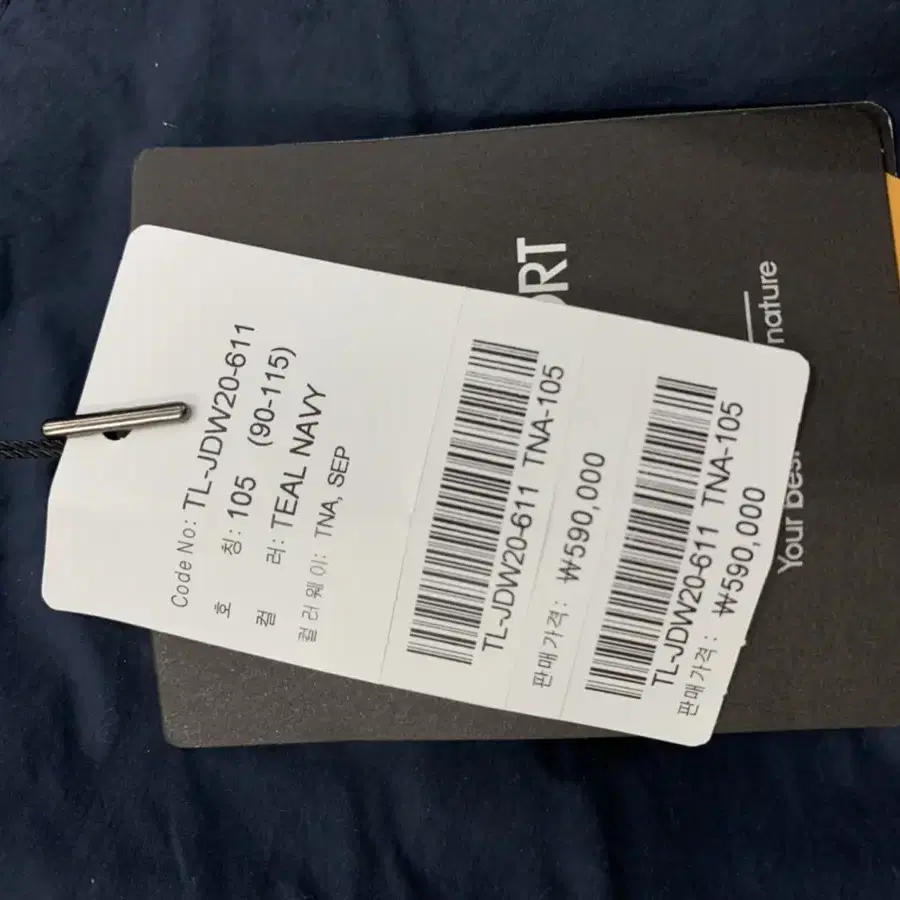 Code No: TL-JDW20-611
호 칭: 105 (90-115)
컬 러: TEAL NAVY
컬러웨이: TNA, SEP
TL-JDW20-611 TNA-105
판매가격: ₩590,000
TL-JDW20-611 TNA-105
판매가격: ₩590,000
ORT
Your best
nature